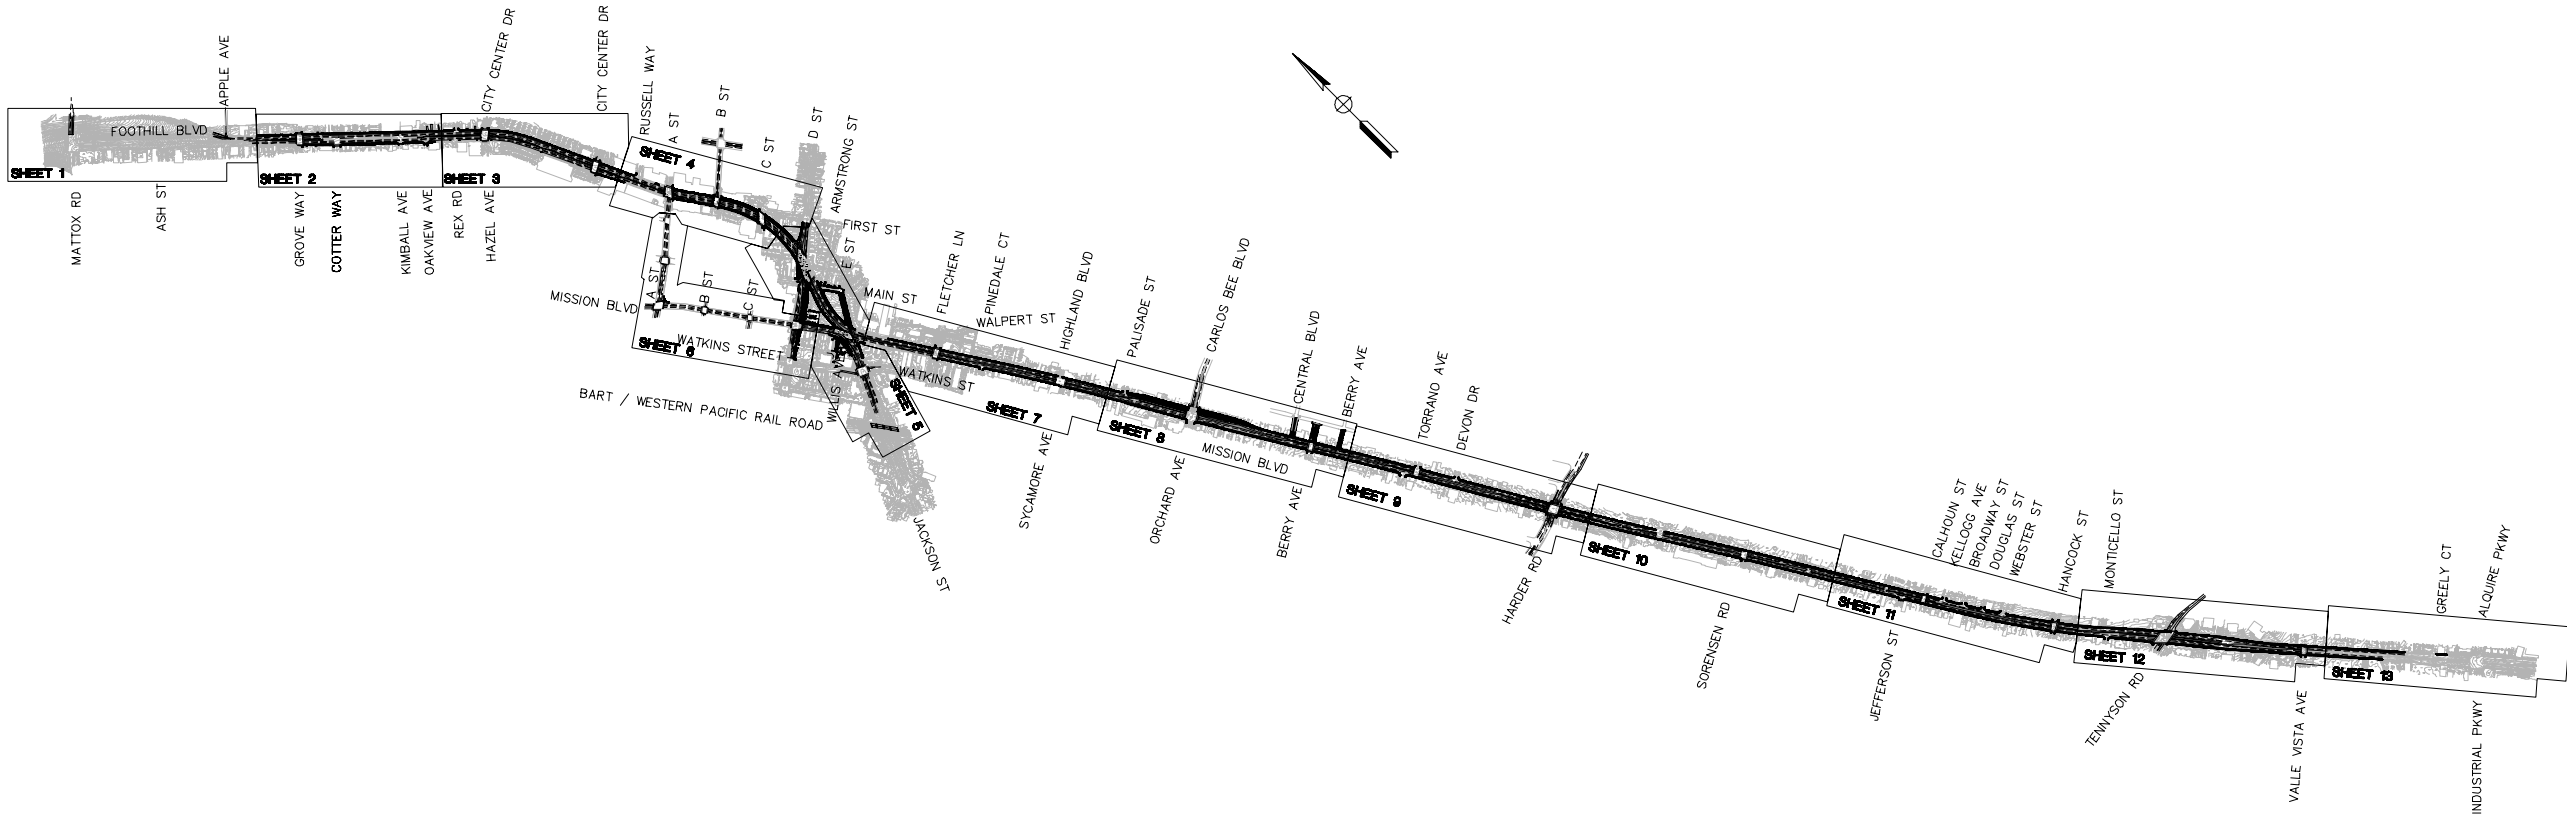 CITY CENTER DR
CITY CENTER DR
APPLE AVE
RUSSELL WAY
A ST
B ST
C ST
D ST
ARMSTRONG ST
FOOTHILL BLVD
SHEET 1
SHEET 2
SHEET 3
SHEET 4
MATTOX RD
ASH ST
GROVE WAY
COTTER WAY
KIMBALL AVE
OAKVIEW AVE
REX RD
HAZEL AVE
FIRST ST
E ST
MISSION BLVD
A ST
B ST
C ST
MAIN ST
FLETCHER LN
PINEDALE CT
WALPERT ST
HIGHLAND BLVD
PALISADE ST
CARLOS BEE BLVD
CENTRAL BLVD
BERRY AVE
TORRANO AVE
DEVON DR
SHEET 6
WATKINS STREET
WILLIS AVE
WATKINS ST
SHEET 5
BART / WESTERN PACIFIC RAIL ROAD
JACKSON ST
SHEET 7
SYCAMORE AVE
SHEET 8
ORCHARD AVE
MISSION BLVD
BERRY AVE
SHEET 9
HARDER RD
SHEET 10
SORENSEN RD
CALHOUN ST
KELLOGG AVE
BROADWAY ST
DOUGLAS ST
WEBSTER ST
HANCOCK ST
MONTICELLO ST
SHEET 11
JEFFERSON ST
SHEET 12
TENNYSON RD
VALLE VISTA AVE
GREELY CT
ALQUIRE PKWY
SHEET 13
INDUSTRIAL PKWY